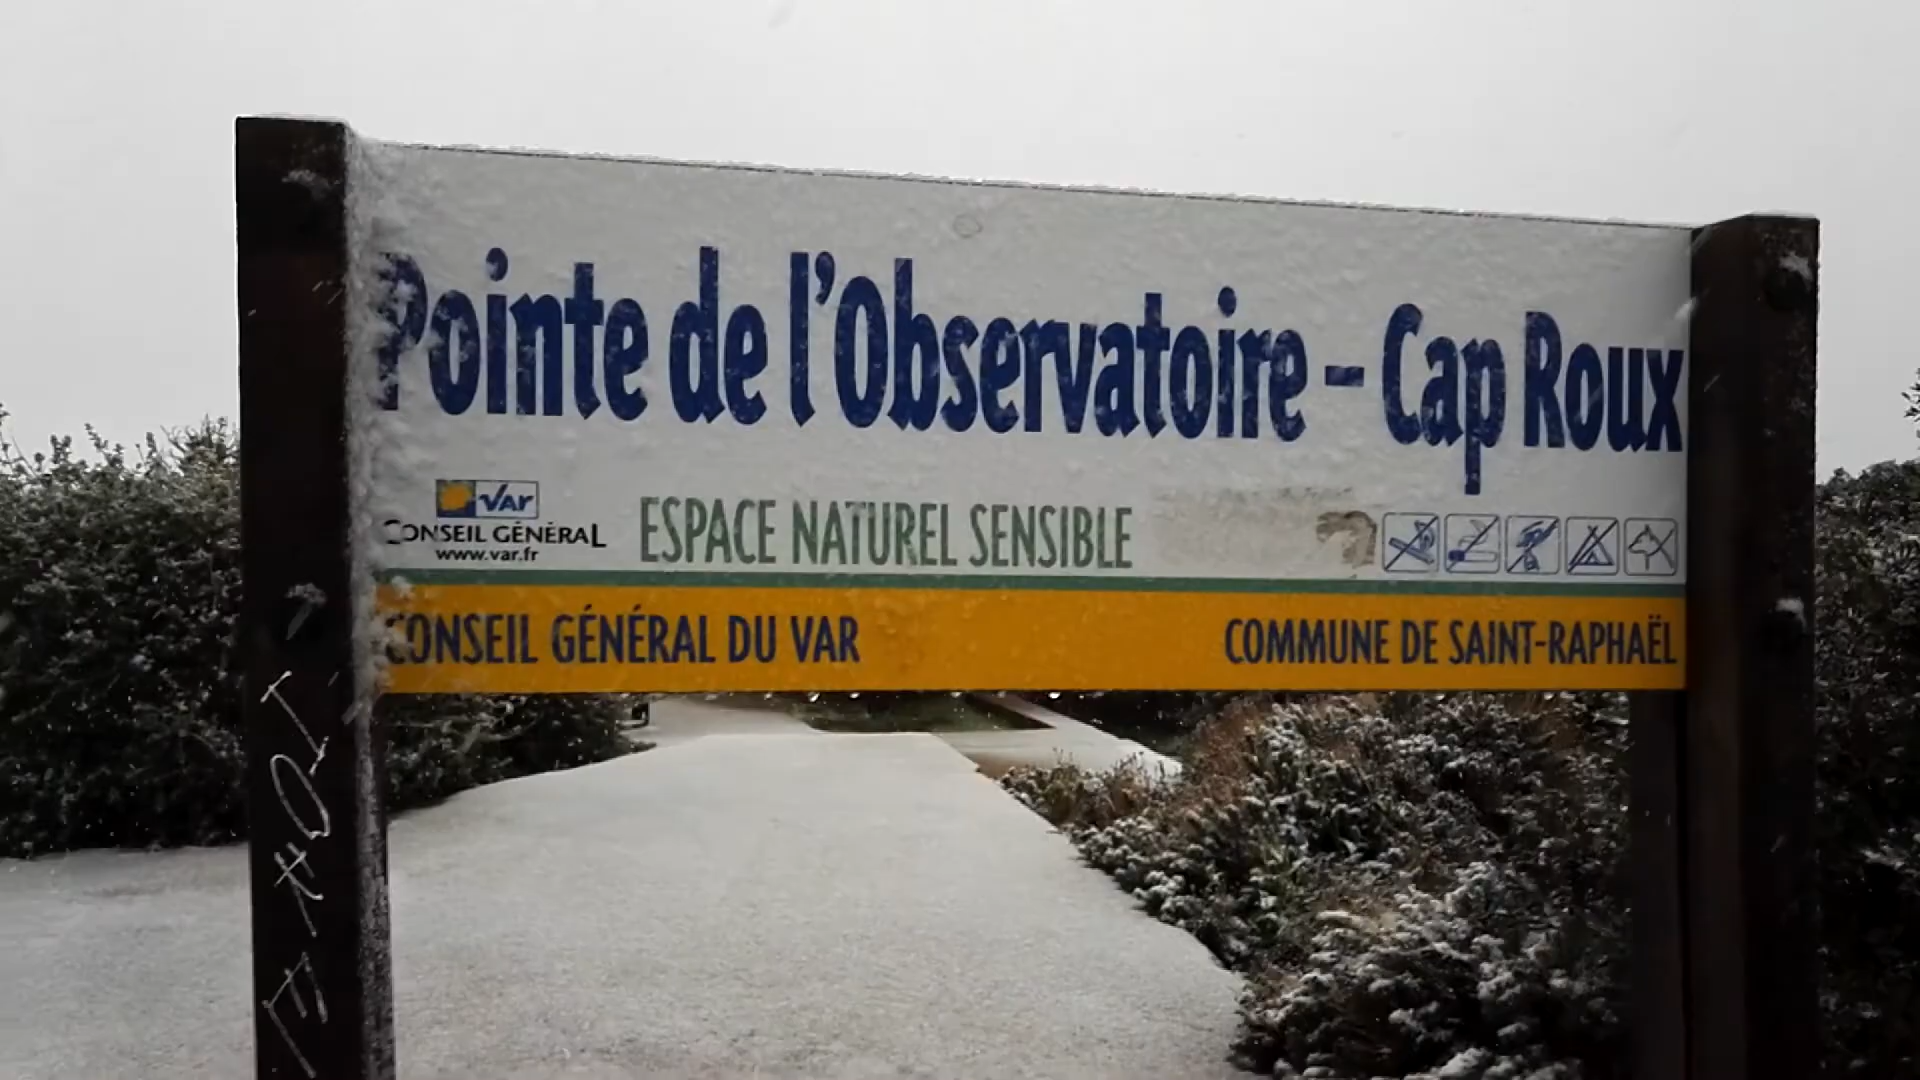 Pointe de l'Observatoire – Cap Roux
Var
CONSEIL GÉNÉRAL
www.var.fr
ESPACE NATUREL SENSIBLE
CONSEIL GÉNÉRAL DU VAR
COMMUNE DE SAINT-RAPHAËL